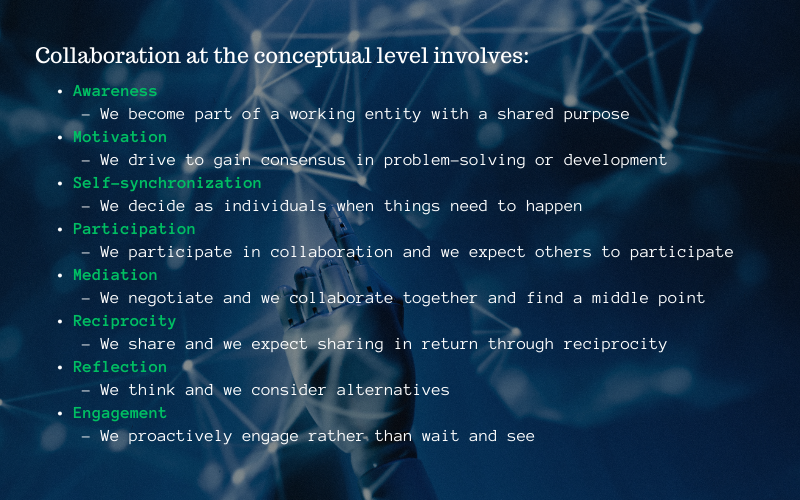 Collaboration at the conceptual level involves:
• Awareness
– We become part of a working entity with a shared purpose
• Motivation
– We drive to gain consensus in problem-solving or development
• Self-synchronization
– We decide as individuals when things need to happen
• Participation
– We participate in collaboration and we expect others to participate
• Mediation
– We negotiate and we collaborate together and find a middle point
• Reciprocity
– We share and we expect sharing in return through reciprocity
• Reflection
– We think and we consider alternatives
• Engagement
– We proactively engage rather than wait and see